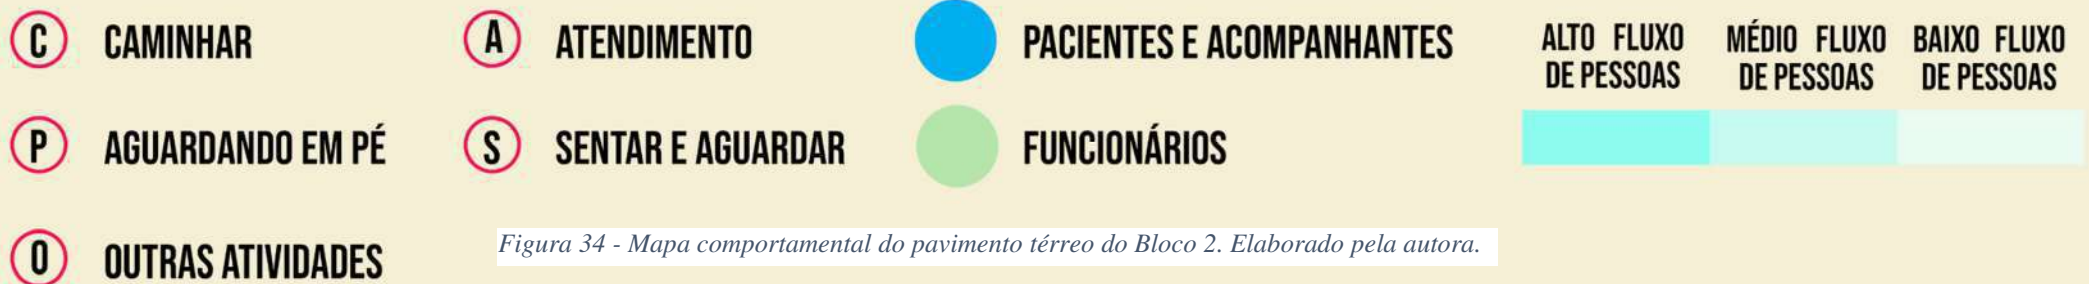 C CAMINHAR
A ATENDIMENTO
PACIENTES E ACOMPANHANTES
ALTO FLUXO
DE PESSOAS
MÉDIO FLUXO
DE PESSOAS
BAIXO FLUXO
DE PESSOAS
P AGUARDANDO EM PÉ
S SENTAR E AGUARDAR
FUNCIONÁRIOS
O OUTRAS ATIVIDADES
Figura 34 - Mapa comportamental do pavimento térreo do Bloco 2. Elaborado pela autora.